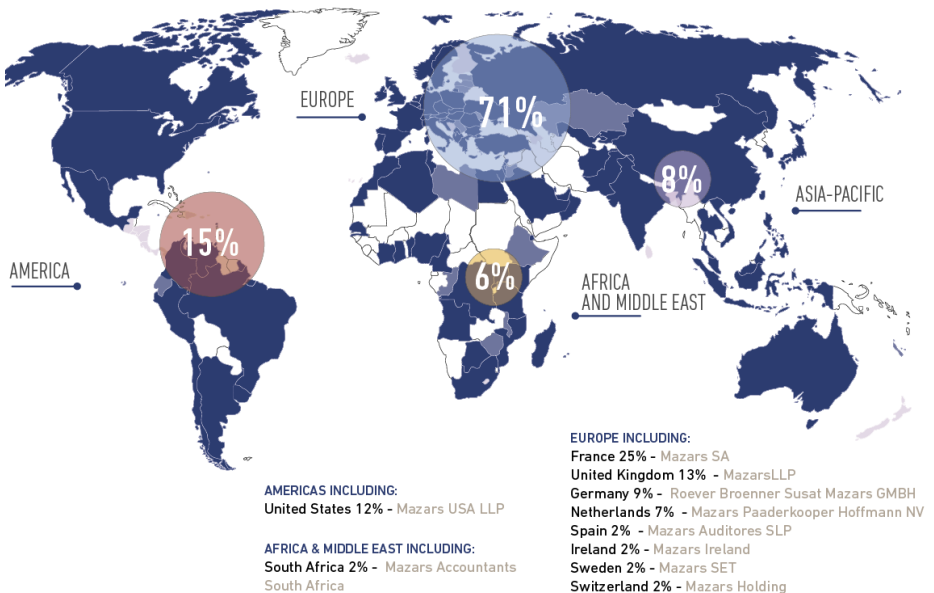 EUROPE
71%
8%
ASIA-PACIFIC
15%
AMERICA
6%
AFRICA
AND MIDDLE EAST
AMERICAS INCLUDING:
United States 12% - Mazars USA LLP
AFRICA & MIDDLE EAST INCLUDING:
South Africa 2% - Mazars Accountants
South Africa
EUROPE INCLUDING:
France 25% - Mazars SA
United Kingdom 13% - MazarsLLP
Germany 9% - Roever Broenner Susat Mazars GMBH
Netherlands 7% - Mazars Paaderkooper Hoffmann NV
Spain 2% - Mazars Auditores SLP
Ireland 2% - Mazars Ireland
Sweden 2% - Mazars SET
Switzerland 2% - Mazars Holding